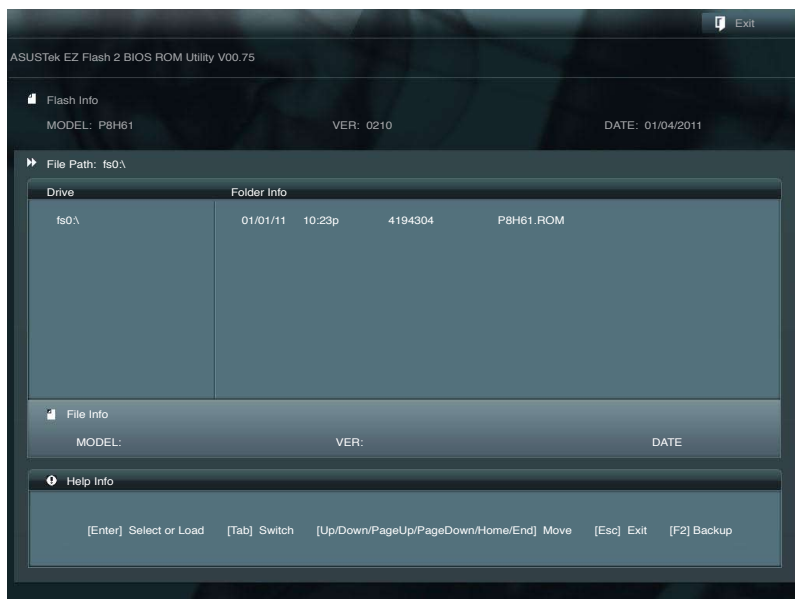 Exit
ASUSTek EZ Flash 2 BIOS ROM Utility V00.75
Flash Info
MODEL: P8H61 VER: 0210 DATE: 01/04/2011
File Path: fs0:\
Drive Folder Info
fs0:\ 01/01/11 10:23p 4194304 P8H61.ROM
File Info
MODEL: VER: DATE
Help Info
[Enter] Select or Load [Tab] Switch [Up/Down/PageUp/PageDown/Home/End] Move [Esc] Exit [F2] Backup